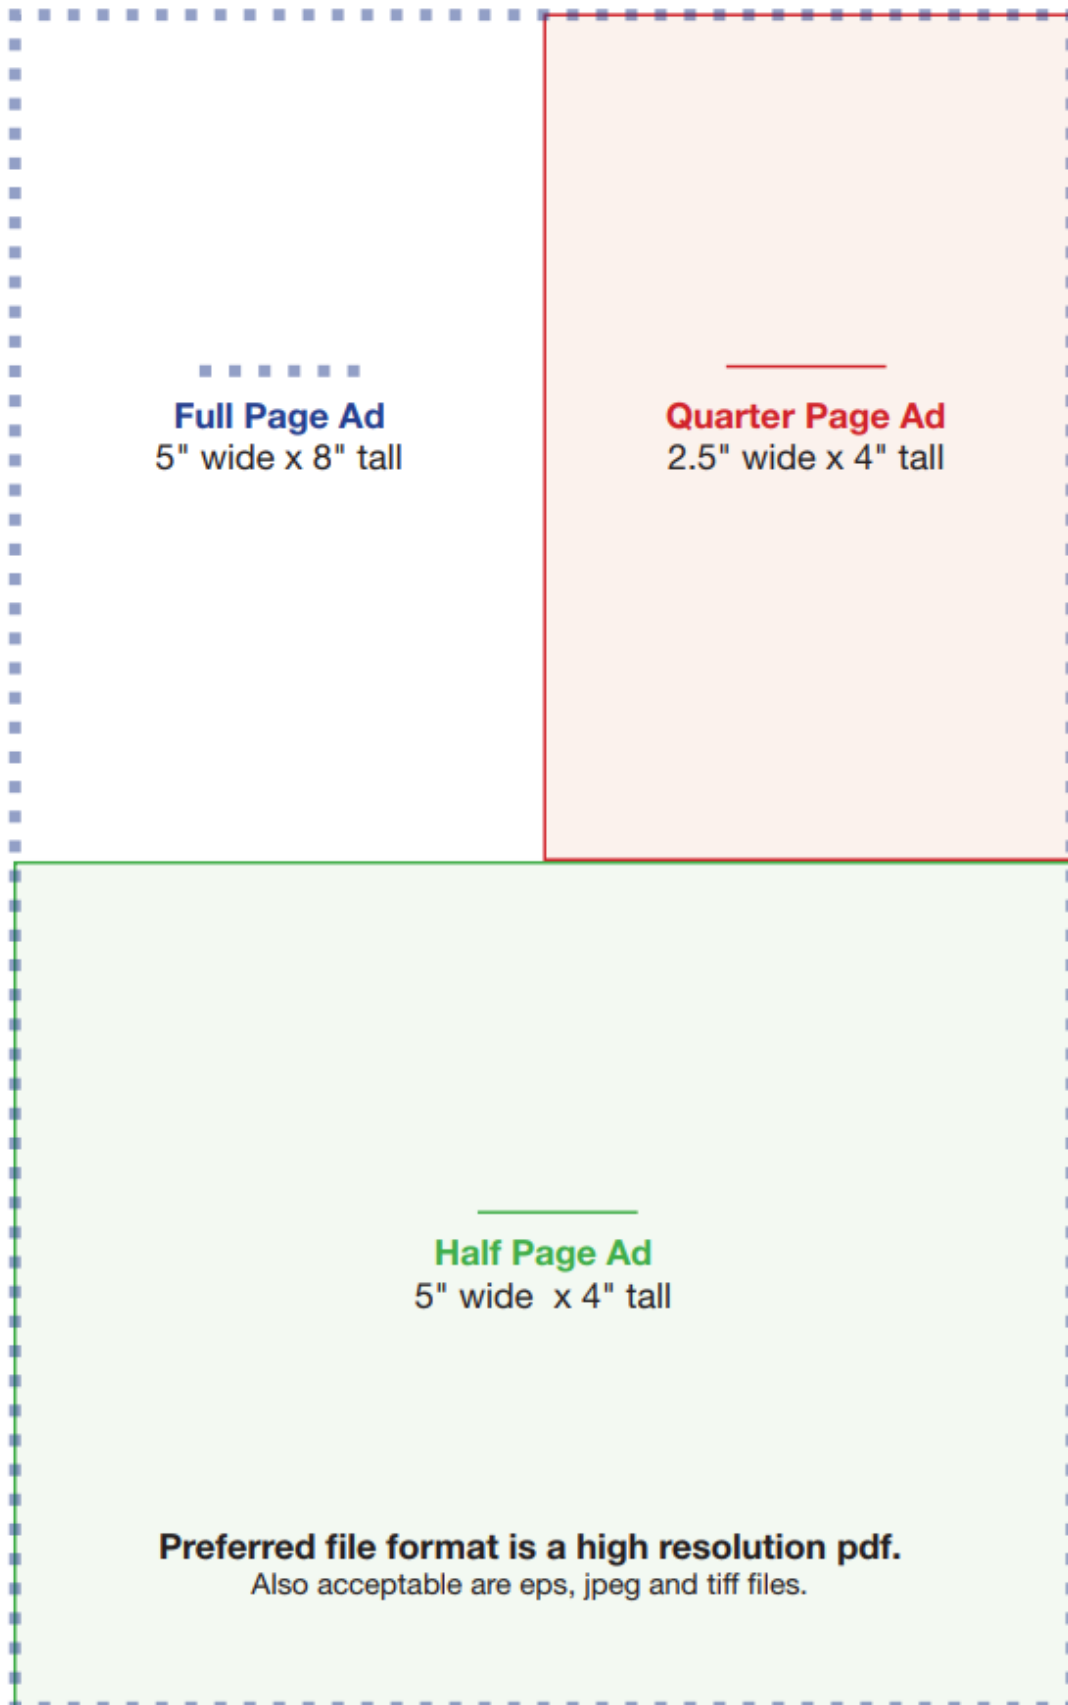 Full Page Ad
5" wide x 8" tall
Quarter Page Ad
2.5" wide x 4" tall
Half Page Ad
5" wide  x 4" tall
Preferred file format is a high resolution pdf.
Also acceptable are eps, jpeg and tiff files.